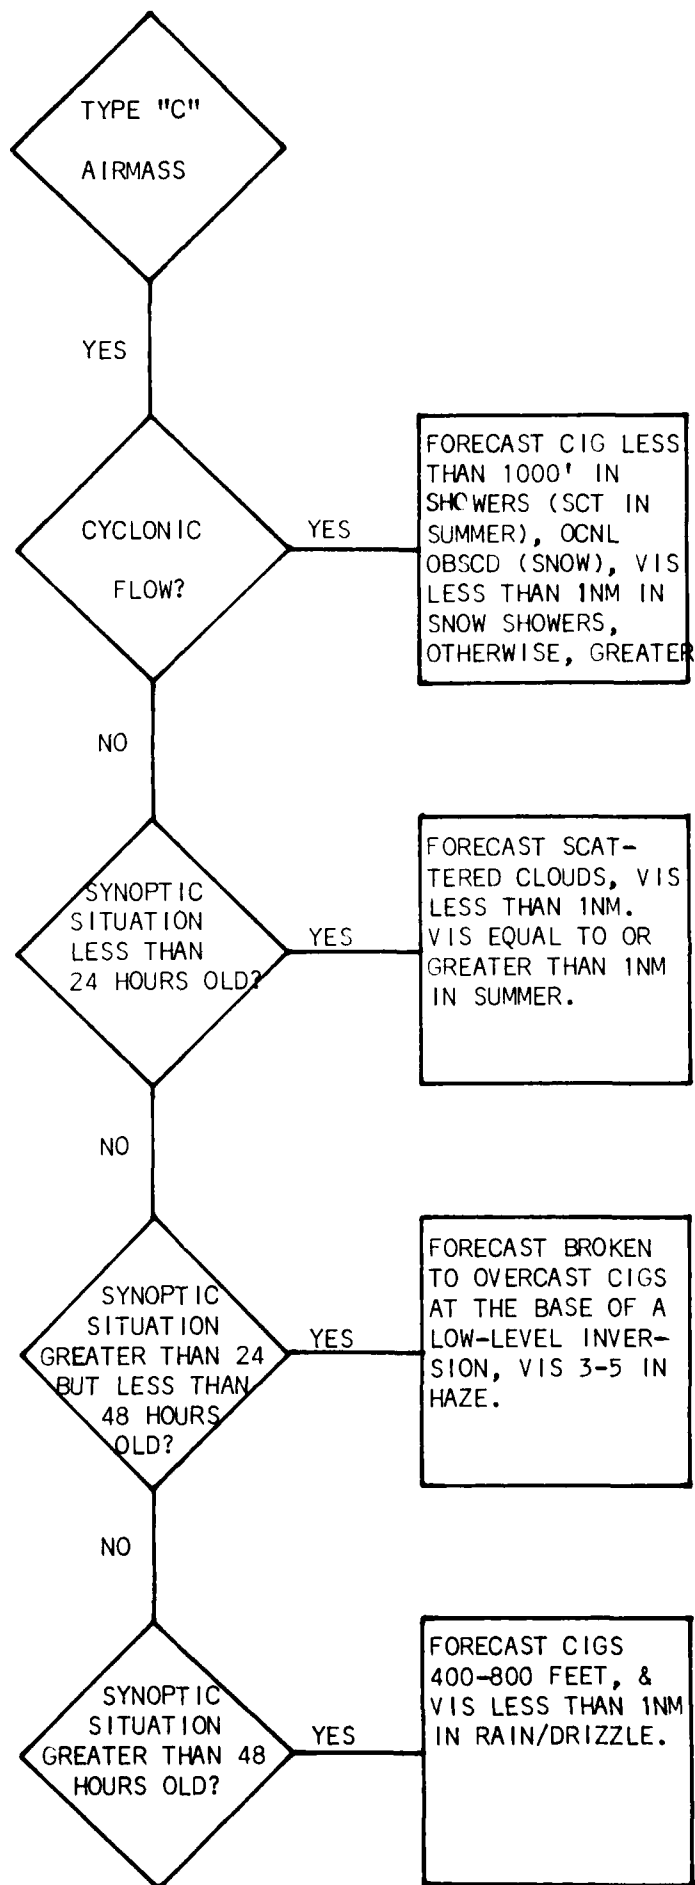 TYPE "C"
AIRMASS
YES
CYCLONIC
FLOW?
YES
FORECAST CIG LESS
THAN 1000' IN
SHOWERS (SCT IN
SUMMER), OCNL
OBSCD (SNOW), VIS
LESS THAN 1NM IN
SNOW SHOWERS,
OTHERWISE, GREATER
NO
SYNOPTIC
SITUATION
LESS THAN
24 HOURS OLD?
YES
FORECAST SCAT-
TERED CLOUDS, VIS
LESS THAN 1NM.
VIS EQUAL TO OR
GREATER THAN 1NM
IN SUMMER.
NO
SYNOPTIC
SITUATION
GREATER THAN 24
BUT LESS THAN
48 HOURS
OLD?
YES
FORECAST BROKEN
TO OVERCAST CIGS
AT THE BASE OF A
LOW-LEVEL INVER-
SION, VIS 3-5 IN
HAZE.
NO
SYNOPTIC
SITUATION
GREATER THAN 48
HOURS OLD?
YES
FORECAST CIGS
400-800 FEET, &
VIS LESS THAN 1NM
IN RAIN/DRIZZLE.